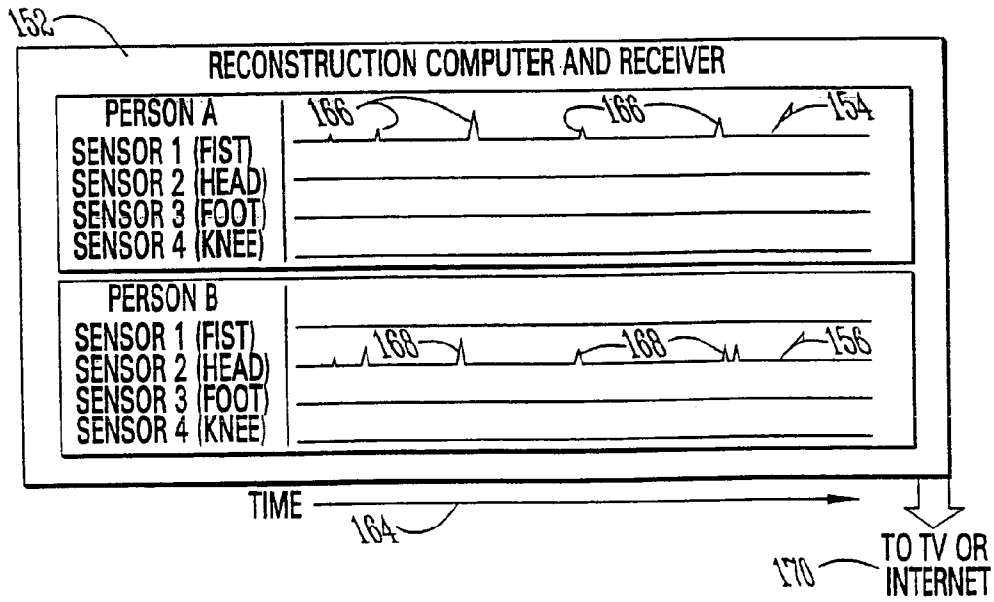 152
RECONSTRUCTION COMPUTER AND RECEIVER
PERSON A
166 166 154
SENSOR 1 (FIST)
SENSOR 2 (HEAD)
SENSOR 3 (FOOT)
SENSOR 4 (KNEE)
PERSON B
SENSOR 1 (FIST)
168 168 156
SENSOR 2 (HEAD)
SENSOR 3 (FOOT)
SENSOR 4 (KNEE)
TIME
164
170
TO TV OR
INTERNET